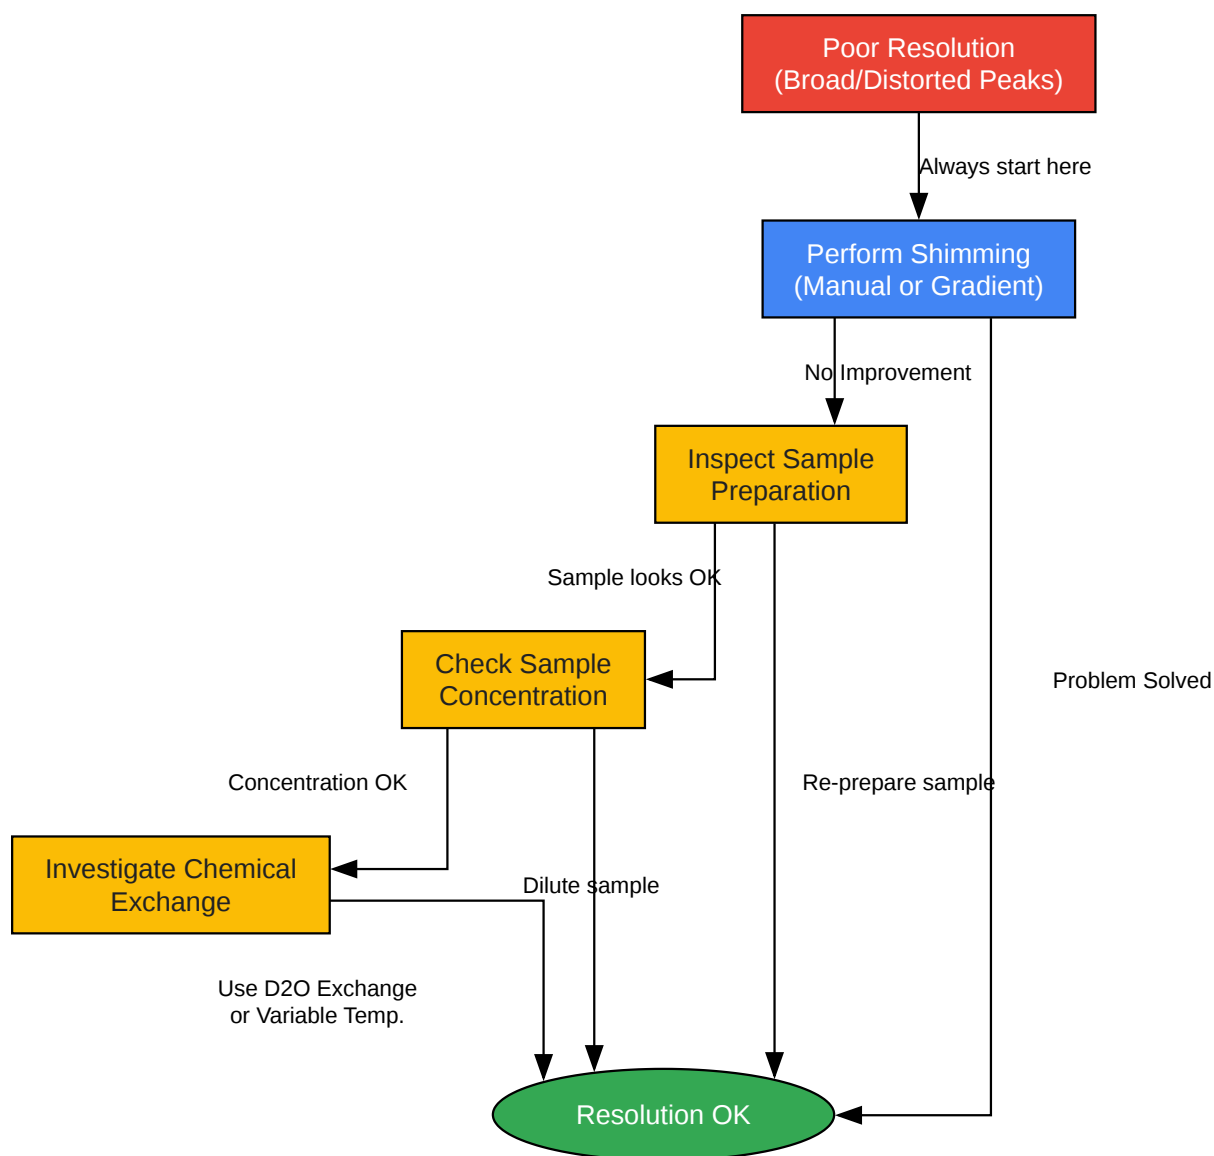 Poor Resolution
(Broad/Distorted Peaks)
Always start here
Perform Shimming
(Manual or Gradient)
No Improvement
Inspect Sample
Preparation
Sample looks OK
Check Sample
Concentration
Problem Solved
Concentration OK
Re-prepare sample
Investigate Chemical
Exchange
Dilute sample
Use D2O Exchange
or Variable Temp.
Resolution OK